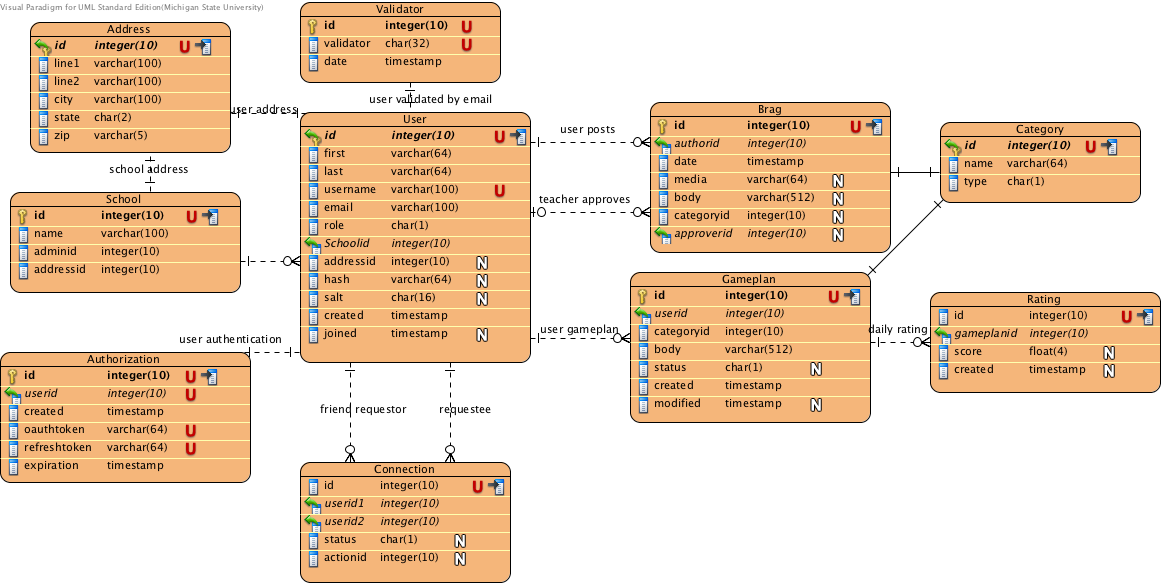 Visual Paradigm for UML Standard Edition(Michigan State University)
Address
id integer(10) U
line1 varchar(100)
line2 varchar(100)
city varchar(100)
state char(2)
zip varchar(5)
Validator
id integer(10) U
validator char(32) U
date timestamp
user address
user validated by email
school address
School
id integer(10) U
name varchar(100)
adminid integer(10)
addressid integer(10)
User
id integer(10) U
first varchar(64)
last varchar(64)
username varchar(100) U
email varchar(100)
role char(1)
Schoolid integer(10)
addressid integer(10) N
hash varchar(64) N
salt char(16) N
created timestamp
joined timestamp N
user posts
teacher approves
Brag
id integer(10) U
authorid integer(10)
date timestamp
media varchar(64) N
body varchar(512) N
categoryid integer(10) N
approverid integer(10) N
Category
id integer(10) U
name varchar(64)
type char(1)
user gameplan
Gameplan
id integer(10) U
userid integer(10)
categoryid integer(10)
body varchar(512)
status char(1) N
created timestamp
modified timestamp N
daily rating
Rating
id integer(10) U
gameplanid integer(10)
score float(4) N
created timestamp N
user authentication
Authorization
id integer(10) U
userid integer(10) U
created timestamp
oauthtoken varchar(64) U
refreshtoken varchar(64) U
expiration timestamp
friend requestor
requestee
Connection
id integer(10) U
userid1 integer(10)
userid2 integer(10)
status char(1) N
actionid integer(10) N